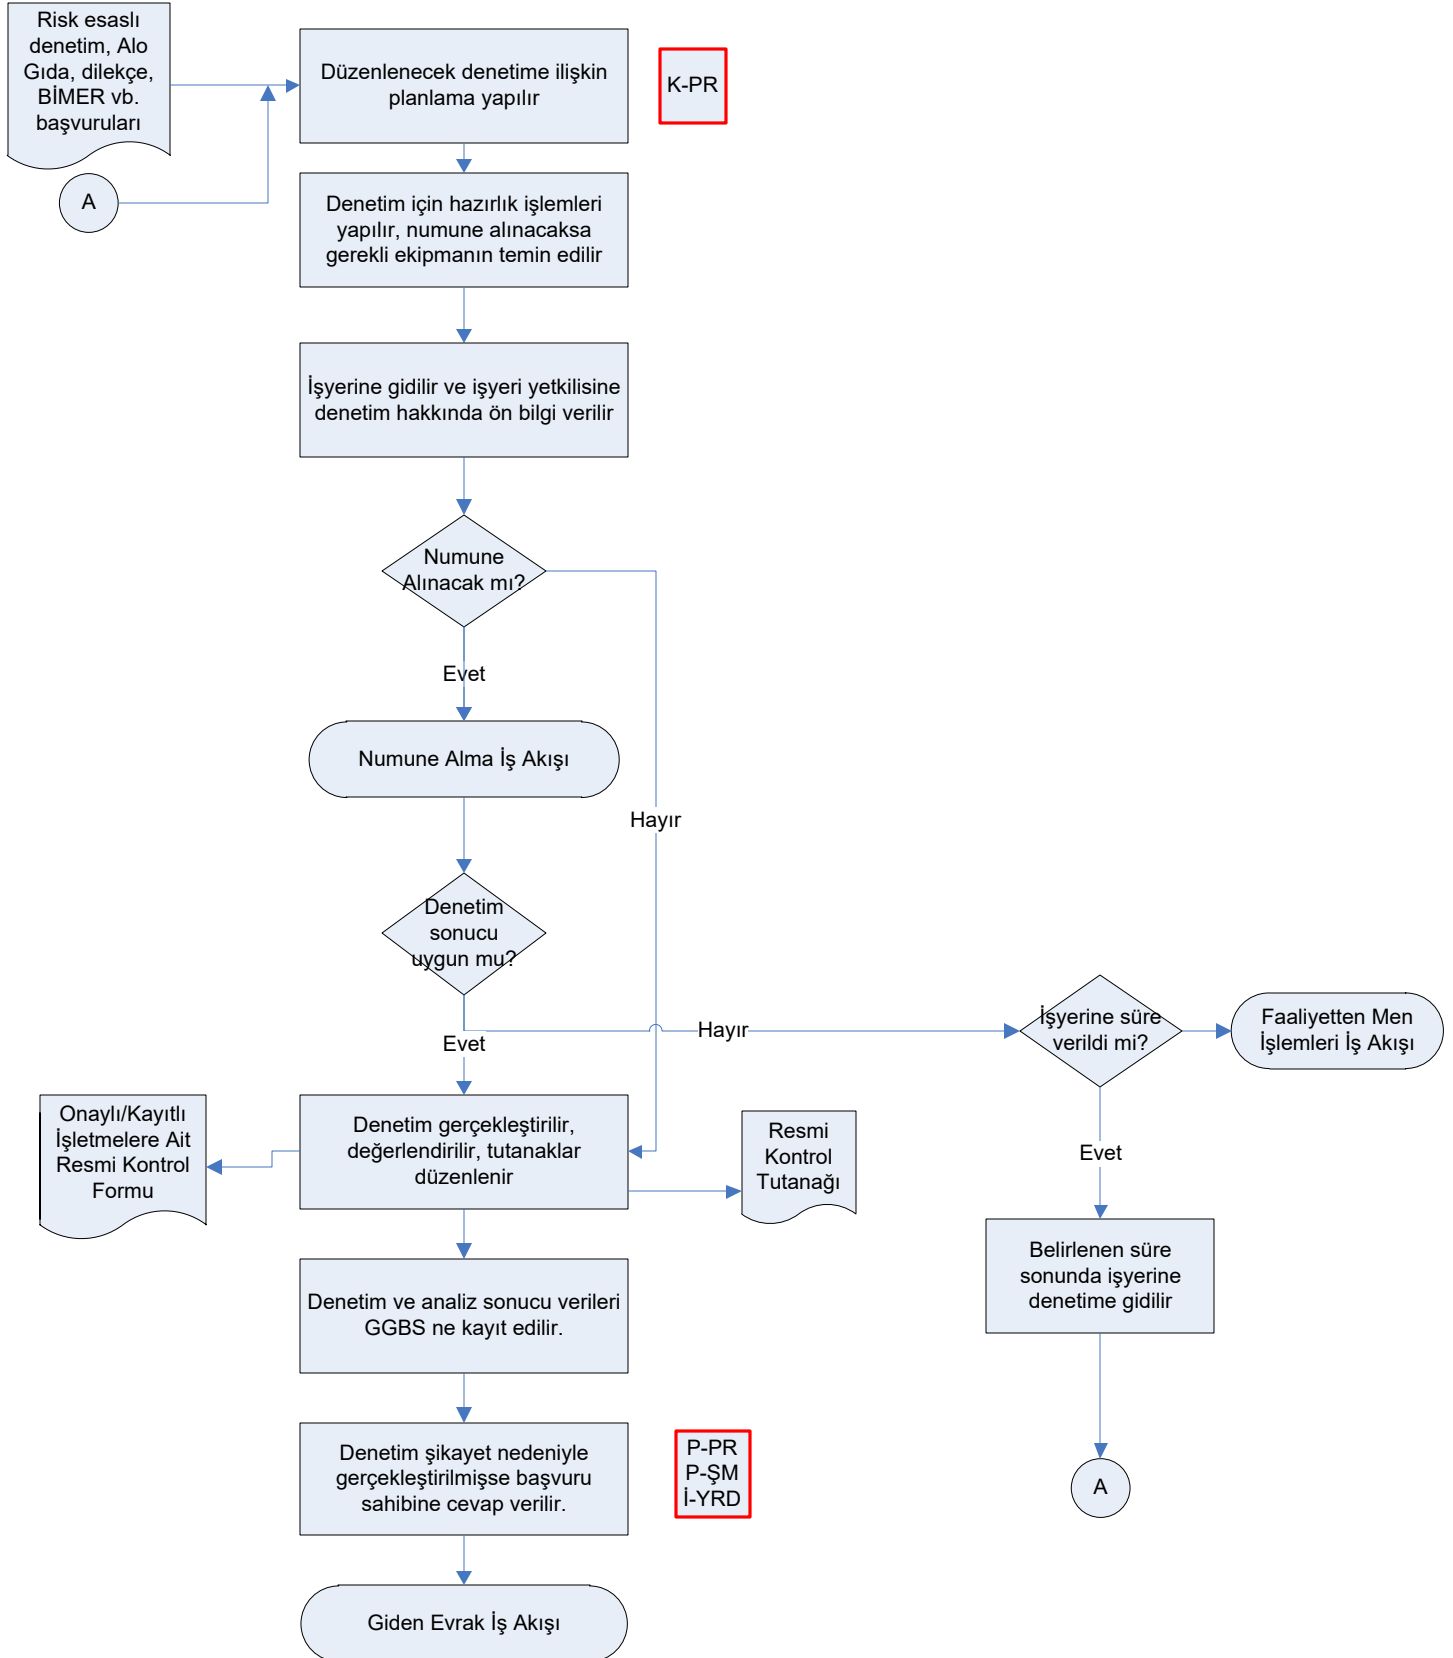 Risk esaslı
denetim, Alo
Gıda, dilekçe,
BİMER vb.
başvuruları
Düzenlenecek denetime ilişkin
planlama yapılır
K-PR
A
Denetim için hazırlık işlemleri
yapılır, numune alınacaksa
gerekli ekipmanın temin edilir
İşyerine gidilir ve işyeri yetkilisine
denetim hakkında ön bilgi verilir
Numune
Alınacak mı?
Evet
Numune Alma İş Akışı
Hayır
Denetim
sonucu
uygun mu?
Hayır
Evet
İşyerine süre
verildi mi?
Faaliyetten Men
İşlemleri İş Akışı
Onaylı/Kayıtlı
İşletmelere Ait
Resmi Kontrol
Formu
Denetim gerçekleştirilir,
değerlendirilir, tutanaklar
düzenlenir
Resmi
Kontrol
Tutanağı
Evet
Belirlenen süre
sonunda işyerine
denetime gidilir
Denetim ve analiz sonucu verileri
GGBS ne kayıt edilir.
Denetim şikayet nedeniyle
gerçekleştirilmişse başvuru
sahibine cevap verilir.
P-PR
P-ŞM
İ-YRD
A
Giden Evrak İş Akışı